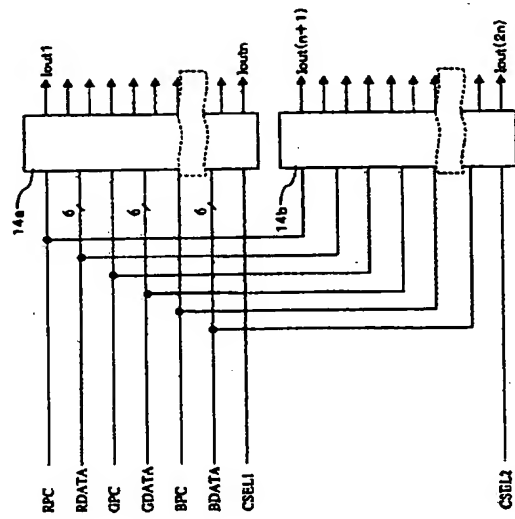 14a
Iout1
Ioutn
14b
Iout(n+1)
Iout(2n)
6
6
6
RPC
RDATA
GPC
GDATA
BPC
BDATA
CSEL1
CSEL2